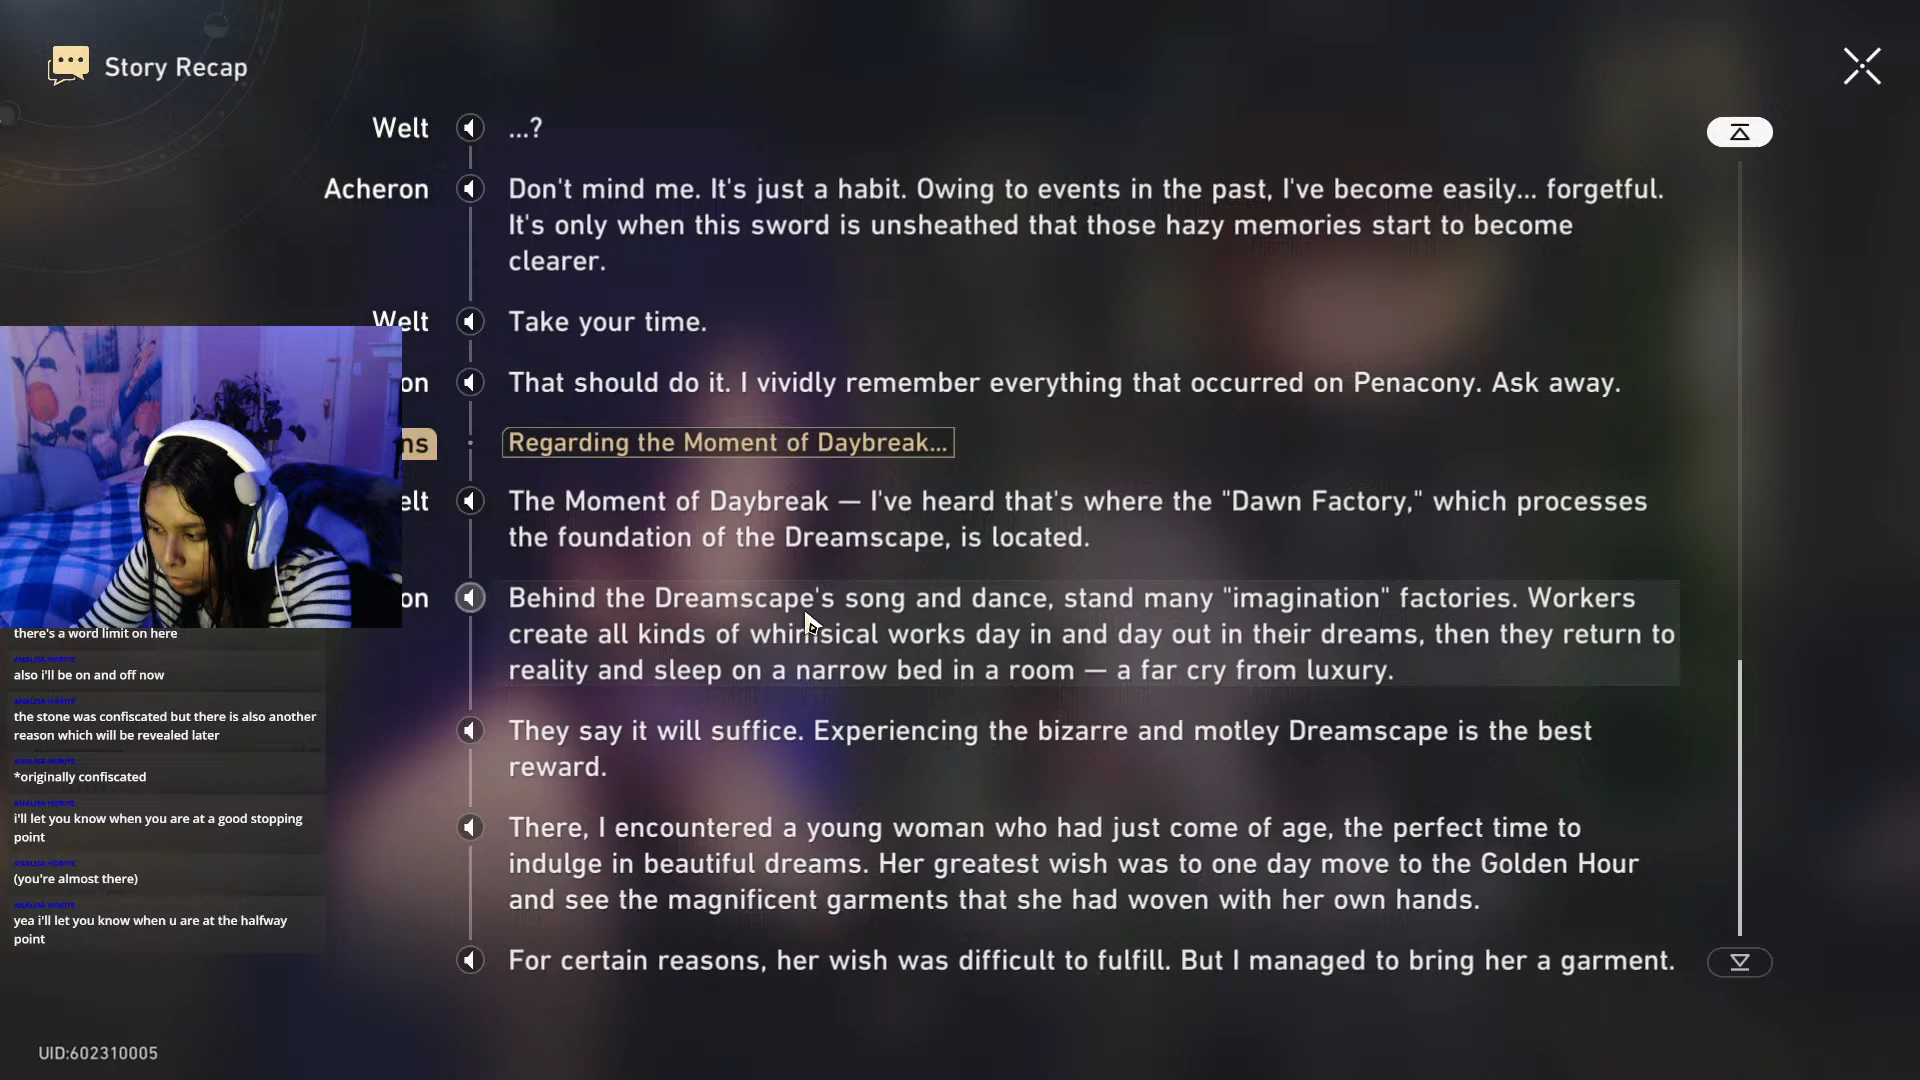 Story Recap
Welt
...?
Acheron
Don't mind me. It's just a habit. Owing to events in the past, I've become easily... forgetful.
It's only when this sword is unsheathed that those hazy memories start to become
clearer.
Welt
Take your time.
on
That should do it. I vividly remember everything that occurred on Penacony. Ask away.
ns
Regarding the Moment of Daybreak...
elt
The Moment of Daybreak — I've heard that's where the "Dawn Factory," which processes
the foundation of the Dreamscape, is located.
on
Behind the Dreamscape's song and dance, stand many "imagination" factories. Workers
create all kinds of whimsical works day in and day out in their dreams, then they return to
reality and sleep on a narrow bed in a room — a far cry from luxury.
They say it will suffice. Experiencing the bizarre and motley Dreamscape is the best
reward.
There, I encountered a young woman who had just come of age, the perfect time to
indulge in beautiful dreams. Her greatest wish was to one day move to the Golden Hour
and see the magnificent garments that she had woven with her own hands.
For certain reasons, her wish was difficult to fulfill. But I managed to bring her a garment.
there's a word limit on here
also i'll be on and off now
the stone was confiscated but there is also another
reason which will be revealed later
*originally confiscated
i'll let you know when you are at a good stopping
point
(you're almost there)
yea i'll let you know when u are at the halfway
point
UID:602310005